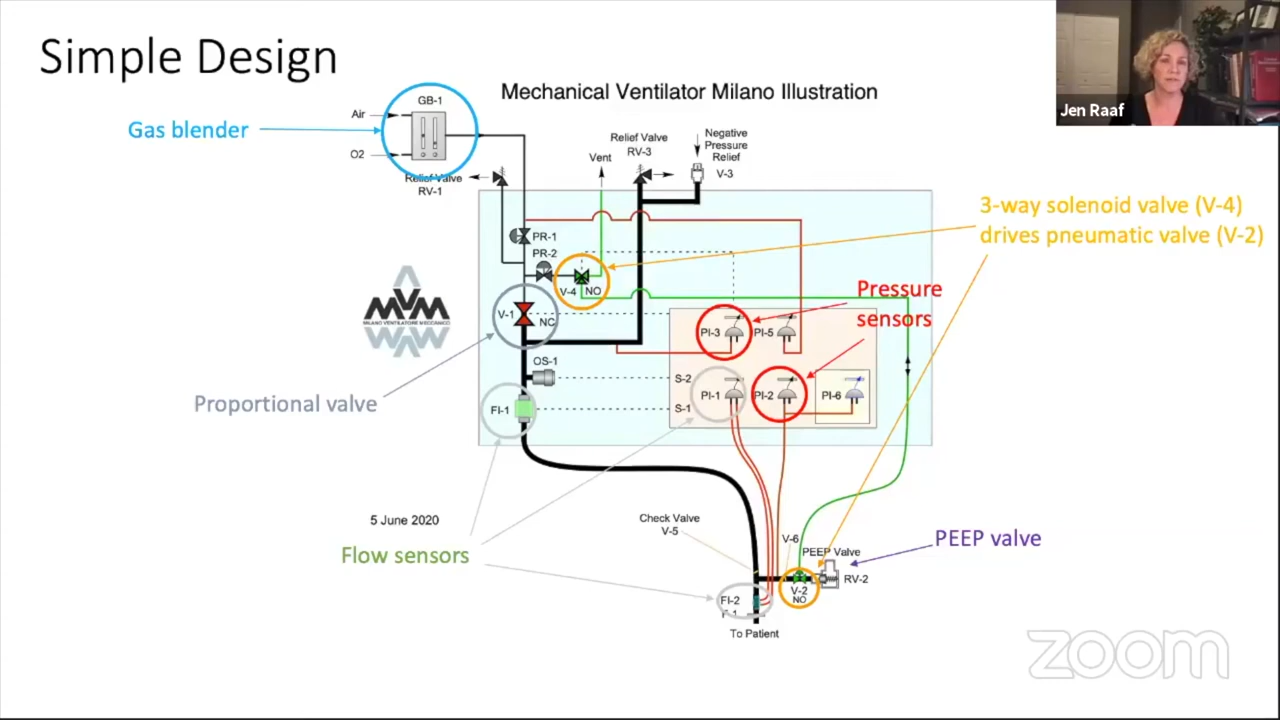 Simple Design
Mechanical Ventilator Milano Illustration
Jen Raaf
Gas blender
GB-1
Air
O2
Relief Valve
RV-1
Vent
Relief Valve
RV-3
Negative
Pressure
Relief
V-3
3-way solenoid valve (V-4)
drives pneumatic valve (V-2)
PR-1
PR-2
V-4
NO
V-1
NC
Pressure
sensors
PI-3
PI-5
MVM
MILANO VENTILATORE MECCANICO
OS-1
S-2
PI-1
PI-2
PI-6
S-1
FI-1
Proportional valve
5 June 2020
Flow sensors
Check Valve
V-5
V-6
PEEP Valve
PEEP valve
RV-2
V-2
NO
FI-2
To Patient
zoom